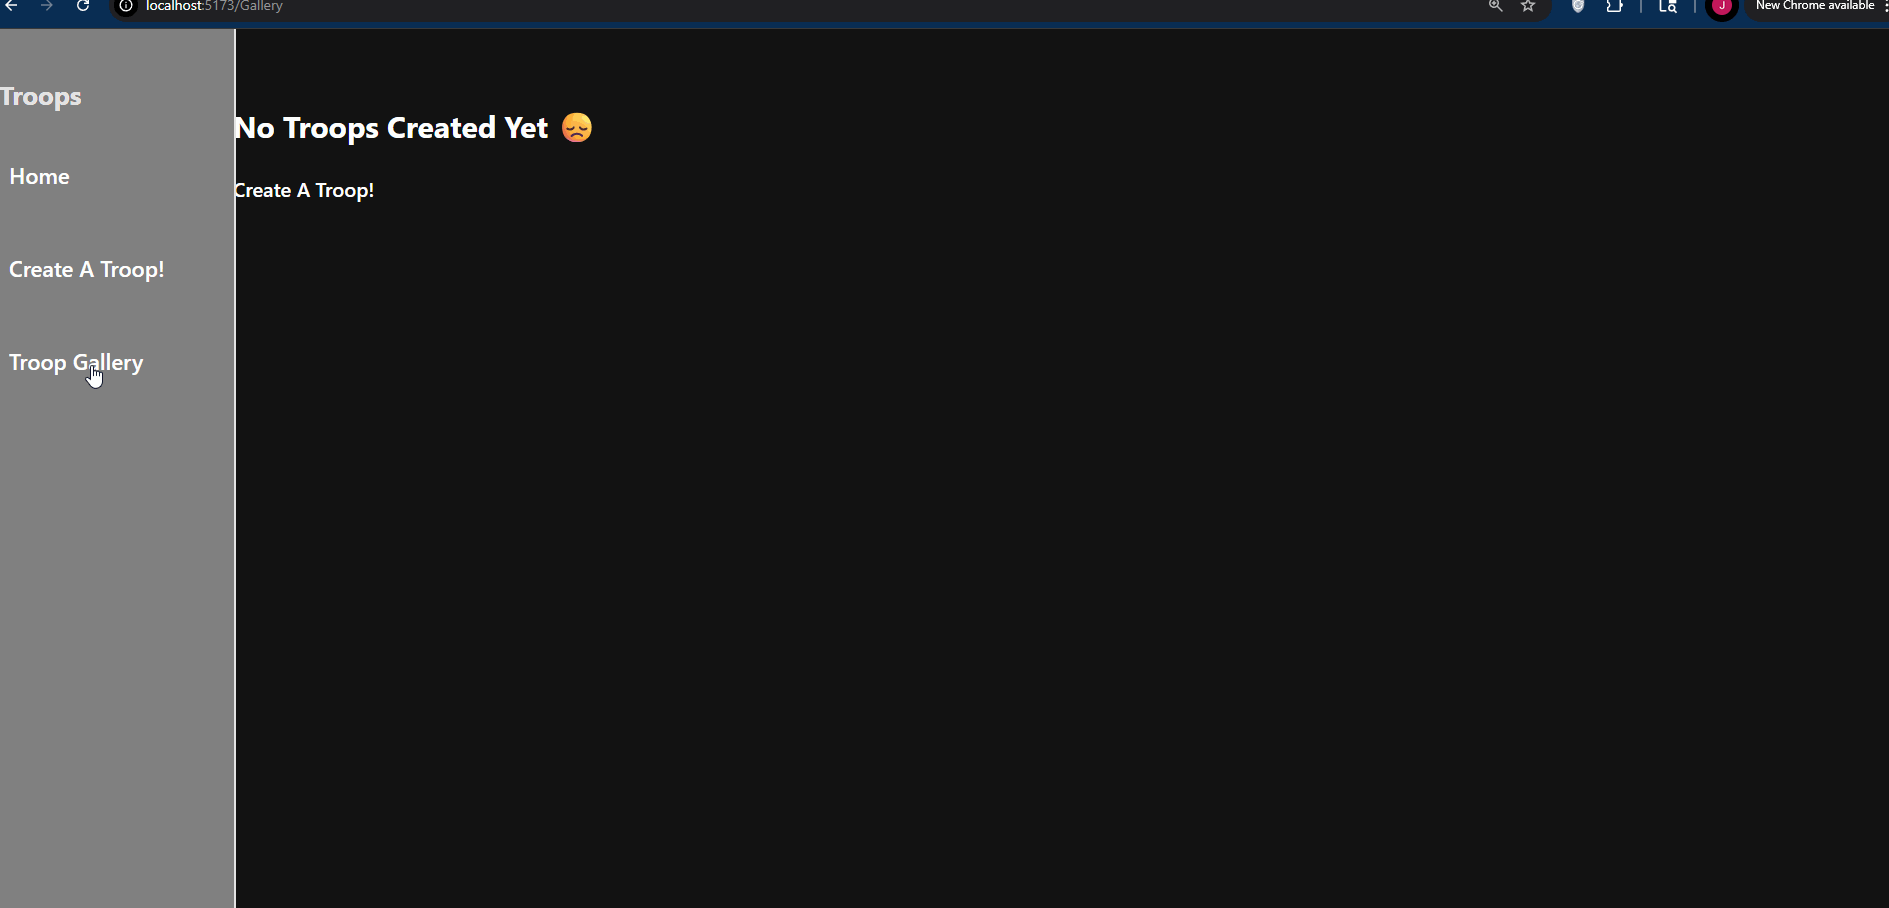 localhost:5173/Gallery
J
New Chrome available
Troops
Home
Create A Troop!
Troop Gallery
No Troops Created Yet 😞
Create A Troop!